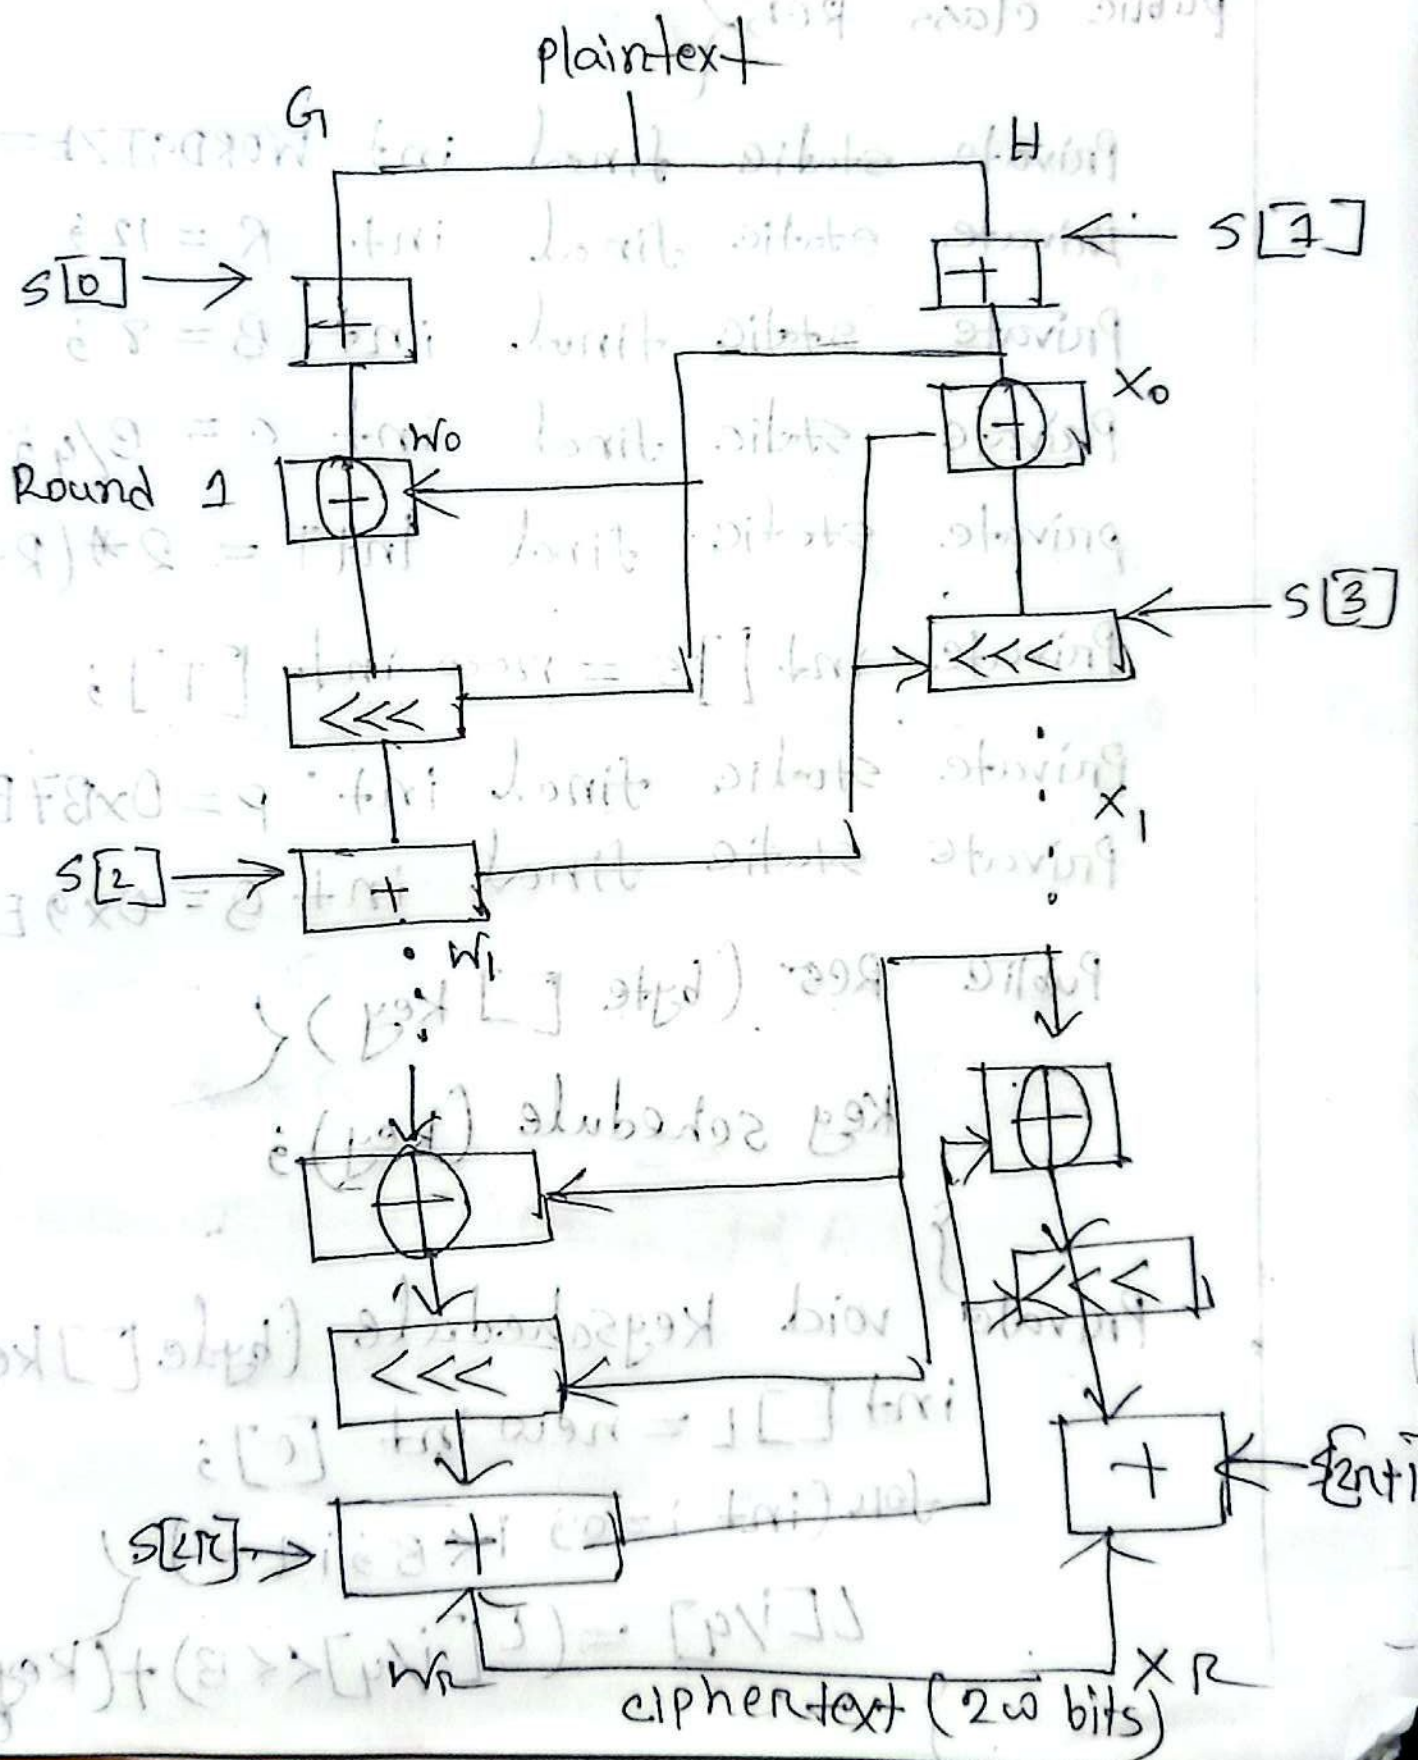 plaintext
G
H
S[1]
S[0]
+
+
X0
W0
Round 1
S[3]
<<<
<<<
X1
S[2]
+
W1
<<<
<<<
+
S[2R]
+
WR
XR
ciphertext (2w bits)